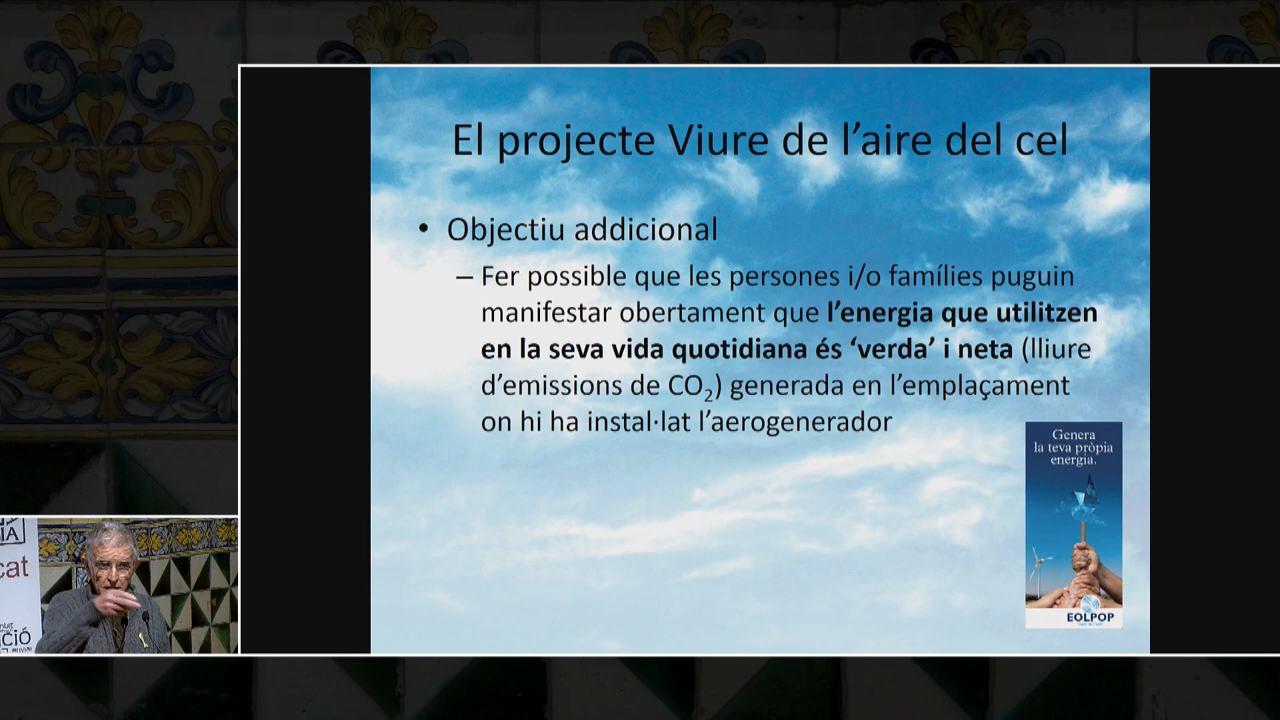 El projecte Viure de l’aire del cel
• Objectiu addicional
– Fer possible que les persones i/o famílies puguin
manifestar obertament que l’energia que utilitzen
en la seva vida quotidiana és ‘verda’ i neta (lliure
d’emissions de CO₂) generada en l’emplaçament
on hi ha instal·lat l’aerogenerador
Genera
la teva pròpia
energia.
EOLPOP
cat
ció